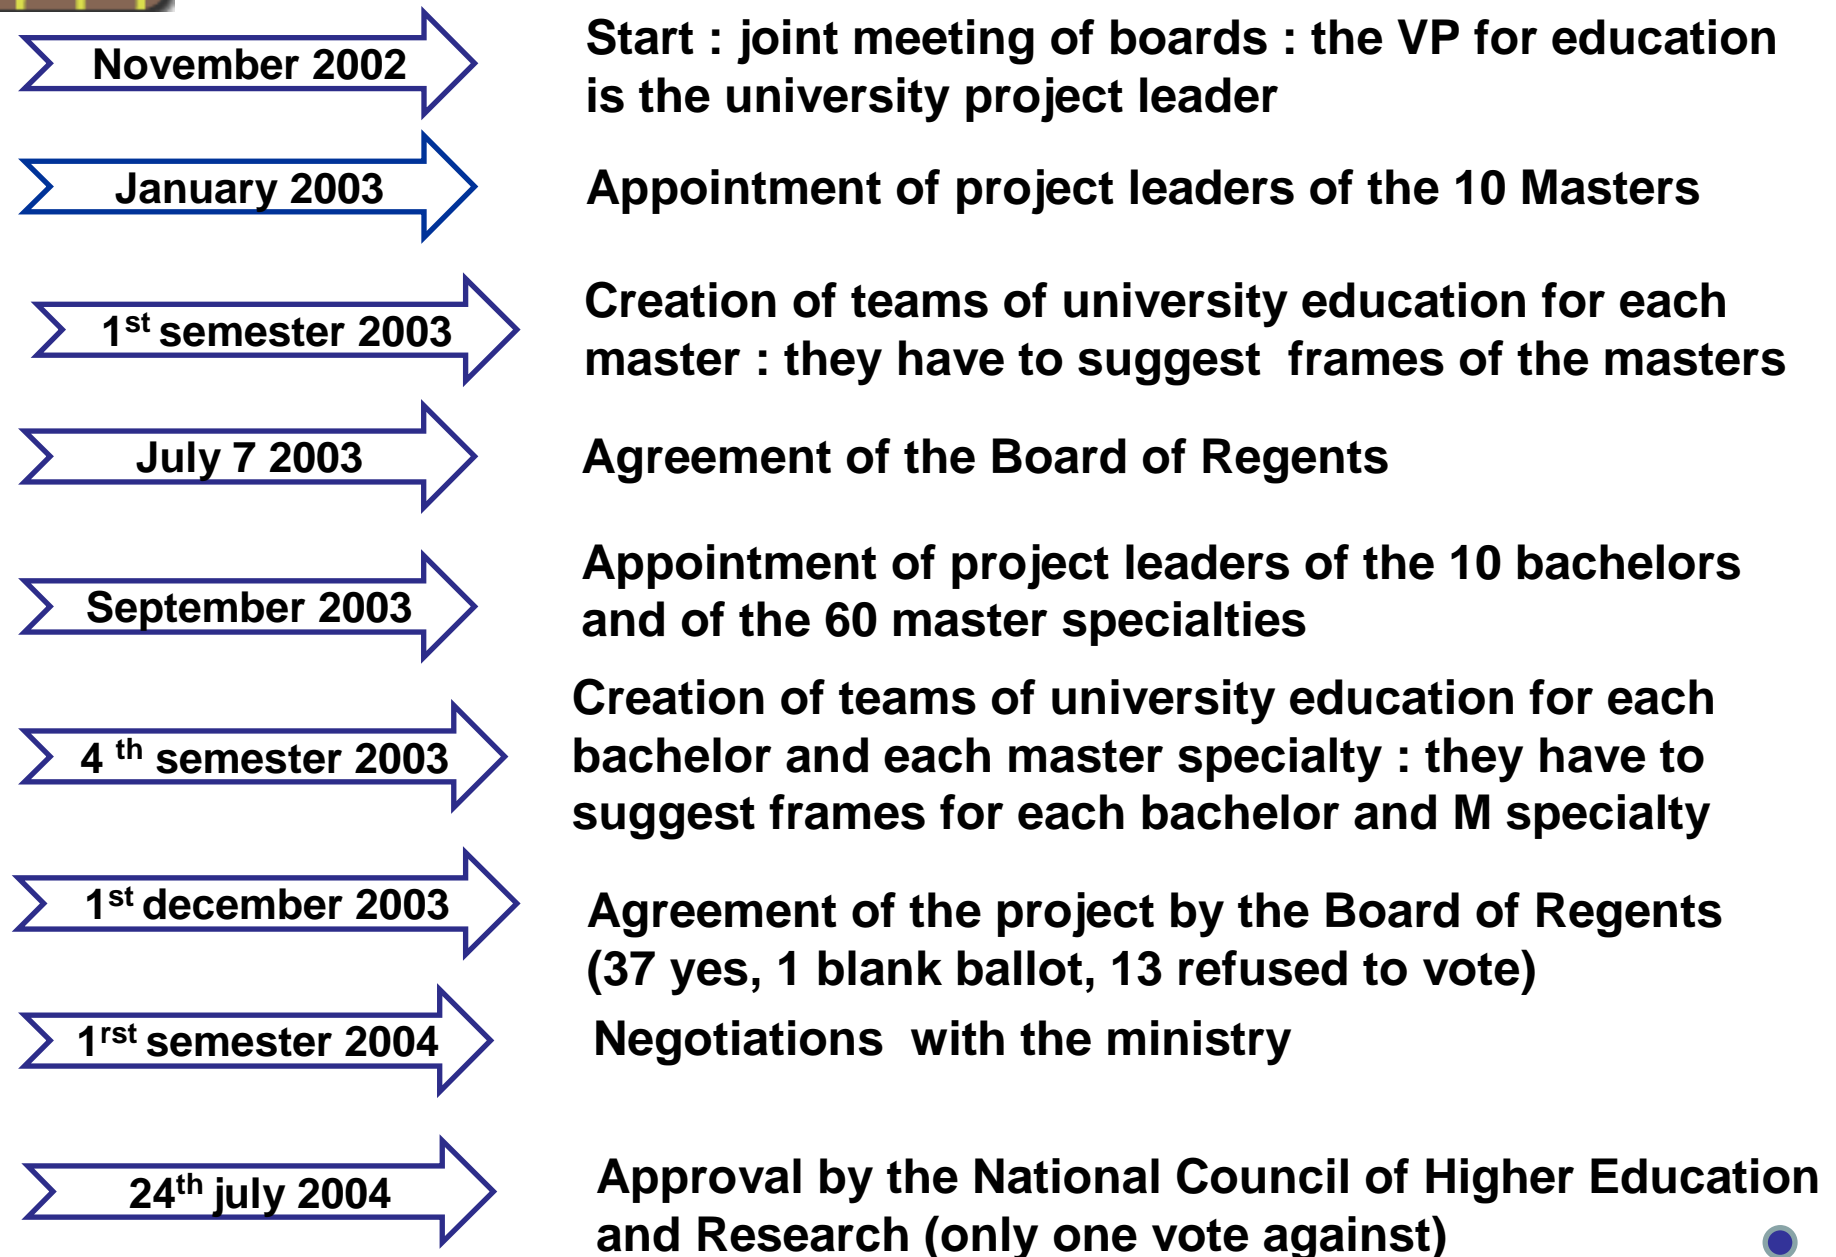 November 2002
Start : joint meeting of boards : the VP for education
is the university project leader
January 2003
Appointment of project leaders of the 10 Masters
1st semester 2003
Creation of teams of university education for each
master : they have to suggest  frames of the masters
July 7 2003
Agreement of the Board of Regents
September 2003
Appointment of project leaders of the 10 bachelors
and of the 60 master specialties
4 th semester 2003
Creation of teams of university education for each
bachelor and each master specialty : they have to
suggest frames for each bachelor and M specialty
1st december 2003
Agreement of the project by the Board of Regents
(37 yes, 1 blank ballot, 13 refused to vote)
1rst semester 2004
Negotiations  with the ministry
24th july 2004
Approval by the National Council of Higher Education
and Research (only one vote against)